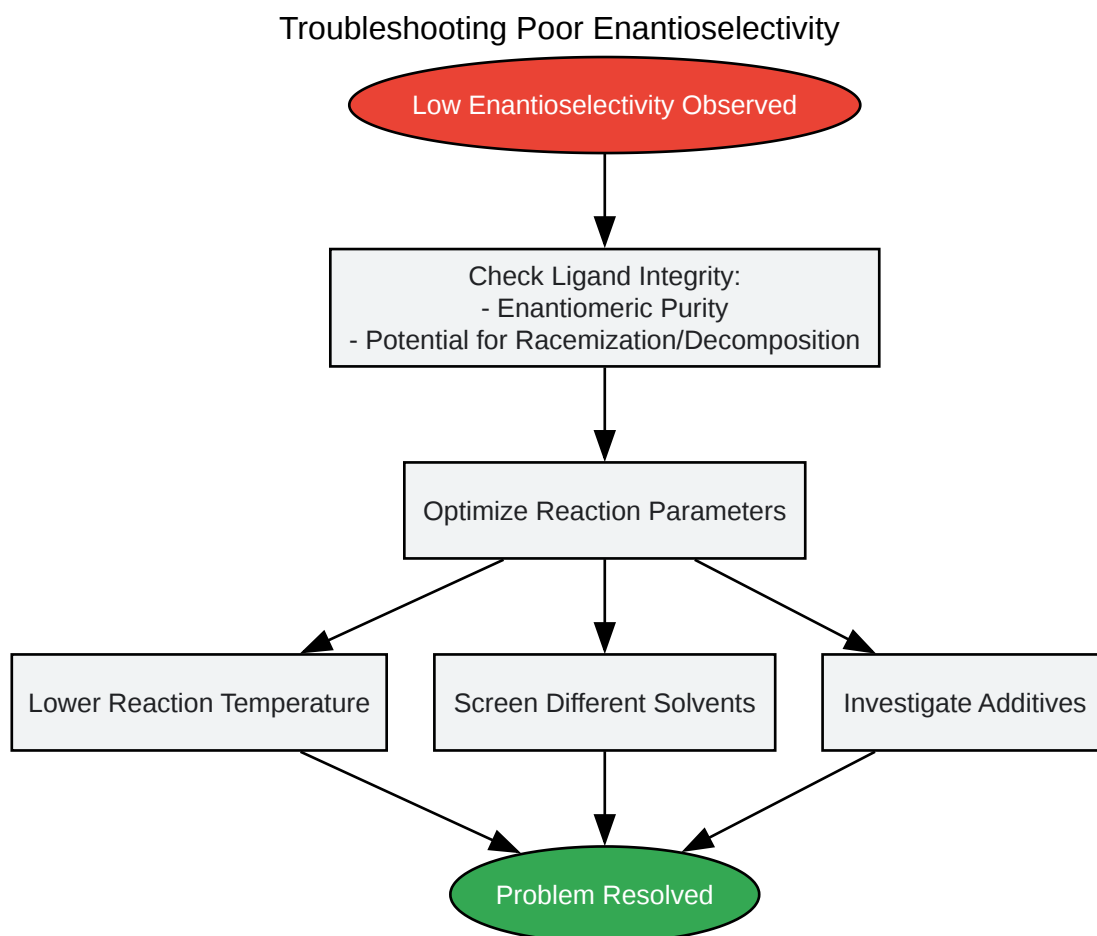 Troubleshooting Poor Enantioselectivity
Low Enantioselectivity Observed
Check Ligand Integrity:
- Enantiomeric Purity
- Potential for Racemization/Decomposition
Optimize Reaction Parameters
Lower Reaction Temperature
Screen Different Solvents
Investigate Additives
Problem Resolved